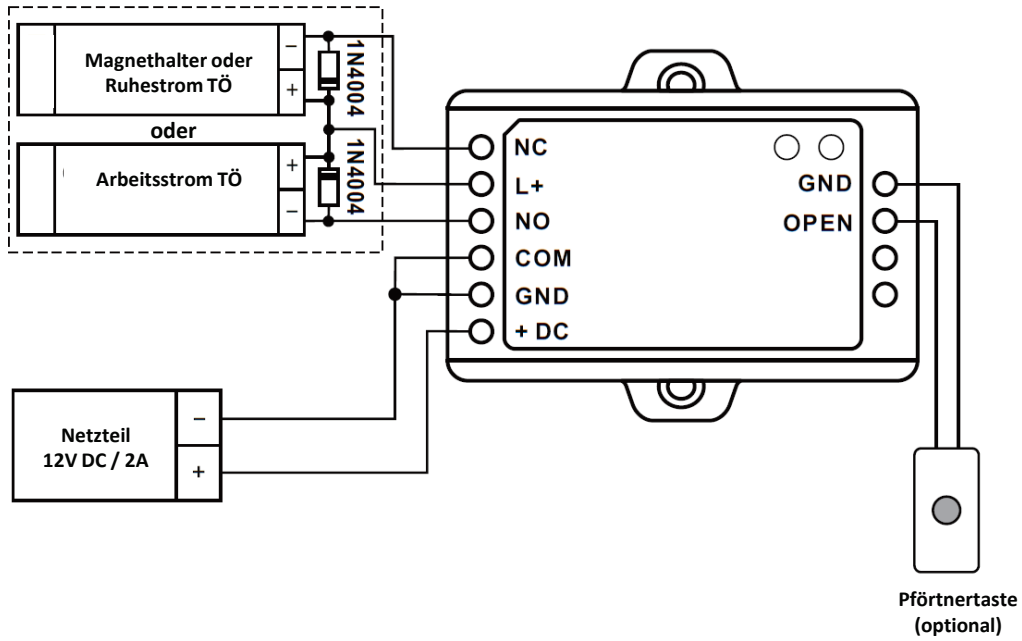 Magnethalter oder
Ruhestrom TÖ
−
+
1N4004
oder
Arbeitsstrom TÖ
+
−
1N4004
NC
L+
NO
COM
GND
+ DC
GND
OPEN
Netzteil
12V DC / 2A
−
+
Pförtnertaste
(optional)